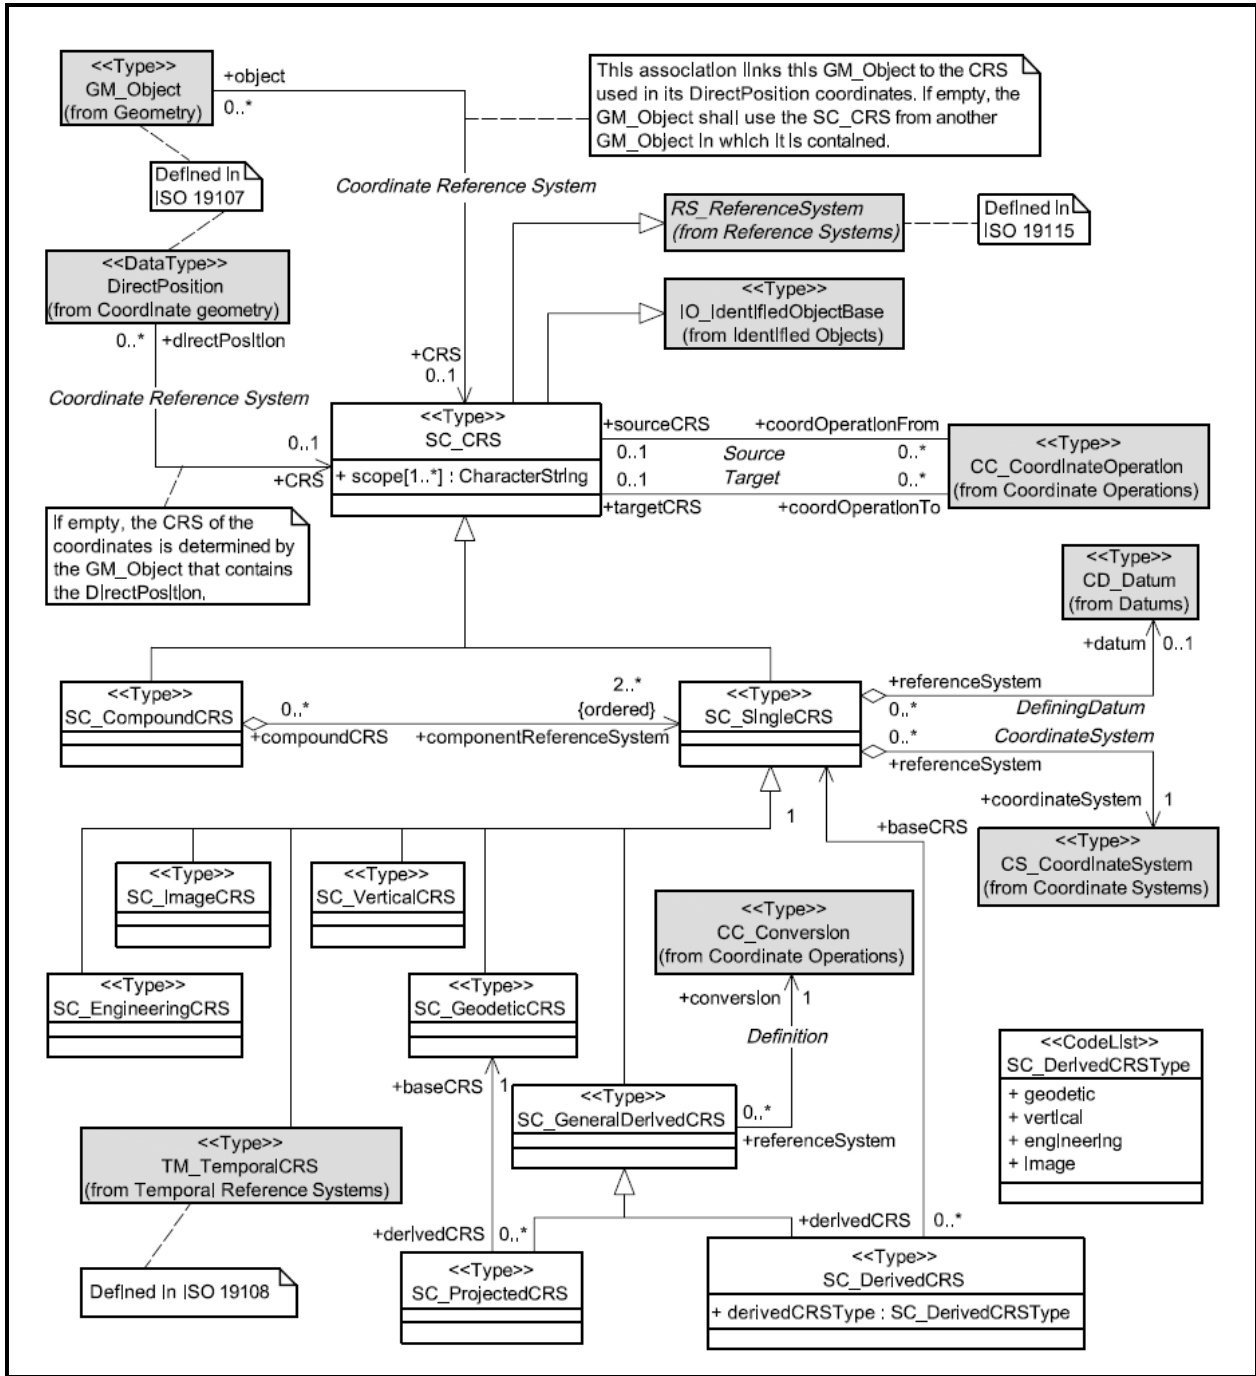 <<Type>>
GM_Object
(from Geometry)
+object
0..*
This association links this GM_Object to the CRS
used in its DirectPosition coordinates. If empty, the
GM_Object shall use the SC_CRS from another
GM_Object in which it is contained.
Defined in
ISO 19107
Coordinate Reference System
RS_ReferenceSystem
(from Reference Systems)
Defined in
ISO 19115
<<DataType>>
DirectPosition
(from Coordinate geometry)
<<Type>>
IO_IdentifiedObjectBase
(from Identified Objects)
0..*
+directPosition
+CRS
0..1
Coordinate Reference System
0..1
+CRS
<<Type>>
SC_CRS
+ scope[1..*] : CharacterString
+sourceCRS
+coordOperationFrom
0..1
Source
0..*
0..1
Target
0..*
+targetCRS
+coordOperationTo
<<Type>>
CC_CoordinateOperation
(from Coordinate Operations)
If empty, the CRS of the
coordinates is determined by
the GM_Object that contains
the DirectPosition.
<<Type>>
CD_Datum
(from Datums)
+datum
0..1
<<Type>>
SC_CompoundCRS
0..*
+compoundCRS
2..*
{ordered}
+componentReferenceSystem
<<Type>>
SC_SingleCRS
+referenceSystem
0..*
DefiningDatum
0..*
CoordinateSystem
+referenceSystem
+coordinateSystem
1
1
+baseCRS
<<Type>>
CS_CoordinateSystem
(from Coordinate Systems)
<<Type>>
SC_ImageCRS
<<Type>>
SC_VerticalCRS
<<Type>>
CC_Conversion
(from Coordinate Operations)
<<Type>>
SC_EngineeringCRS
<<Type>>
SC_GeodeticCRS
+conversion
1
Definition
<<CodeList>>
SC_DerivedCRSType
+ geodetic
+ vertical
+ engineering
+ image
+baseCRS
1
<<Type>>
SC_GeneralDerivedCRS
0..*
+referenceSystem
<<Type>>
TM_TemporalCRS
(from Temporal Reference Systems)
+derivedCRS
0..*
+derivedCRS
0..*
Defined in ISO 19108
<<Type>>
SC_ProjectedCRS
<<Type>>
SC_DerivedCRS
+ derivedCRSType : SC_DerivedCRSType